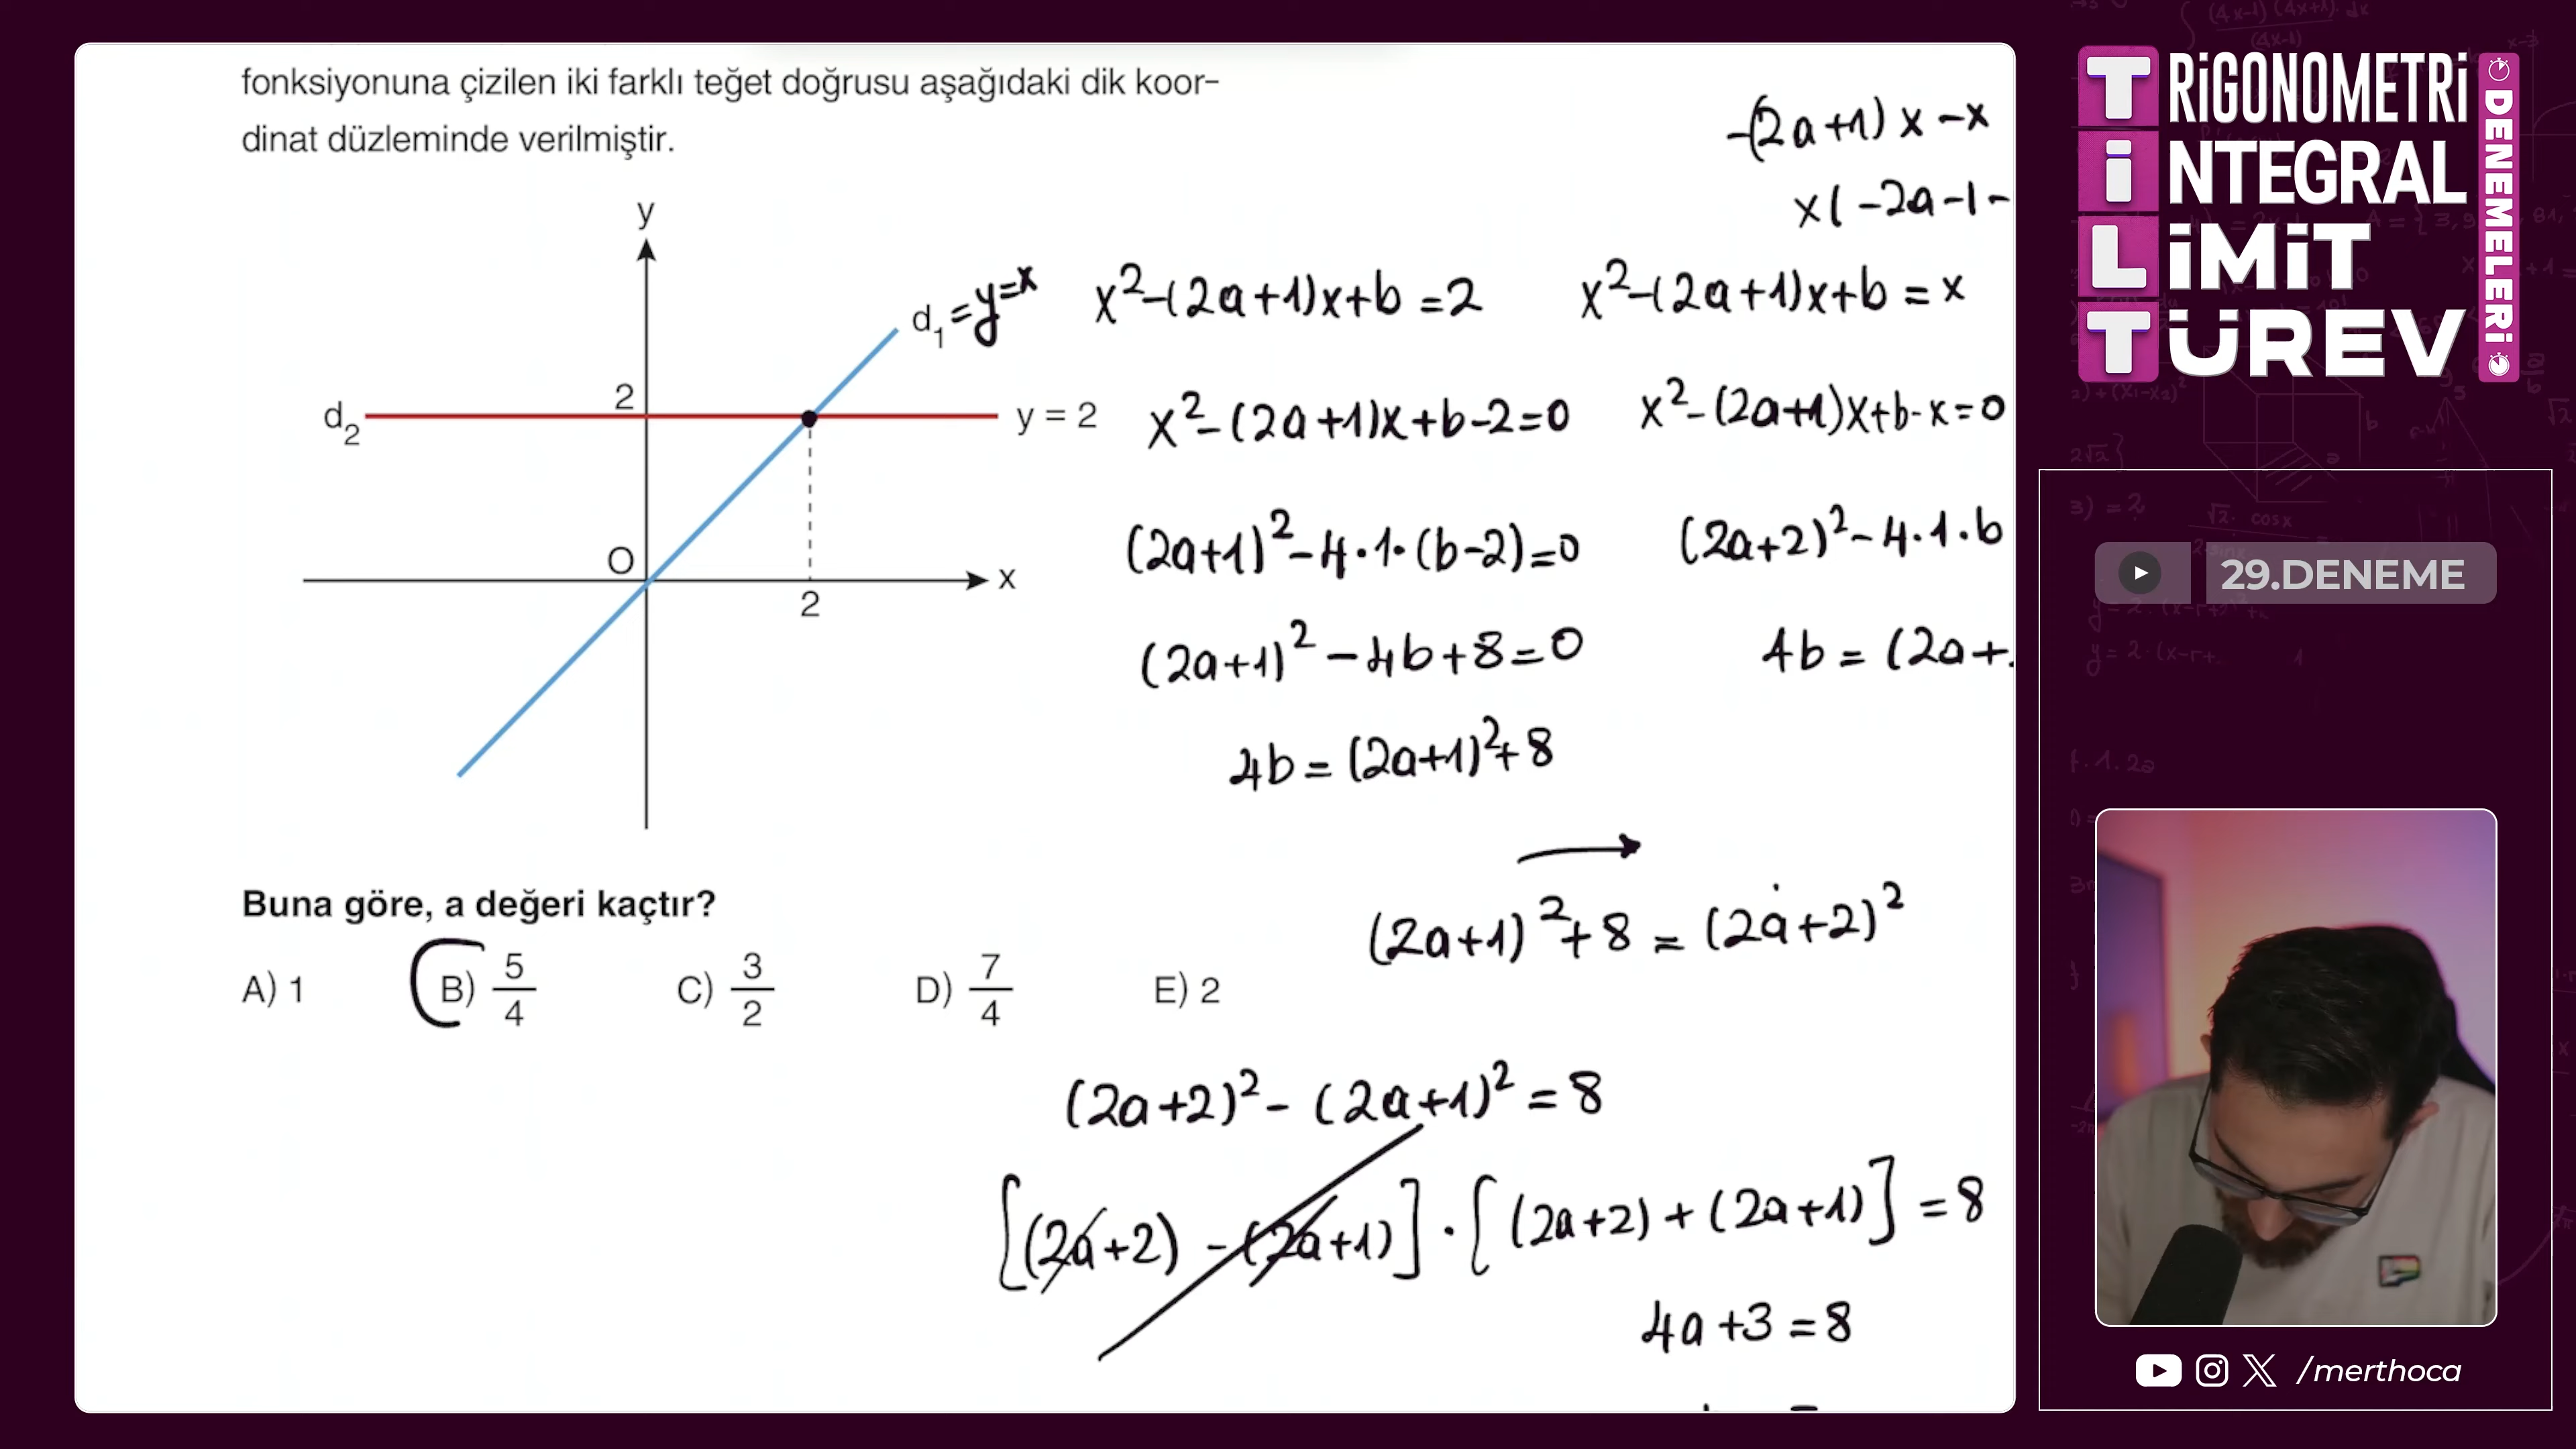 fonksiyonuna çizilen iki farklı teğet doğrusu aşağıdaki dik koor-
dinat düzleminde verilmiştir.
y
d₁ = y=x
2
d₂
y = 2
O
x
2
-(2a+1)x-x
x(-2a-1-
x²-(2a+1)x+b=2
x²-(2a+1)x+b=x
x²-(2a+1)x+b-2=0
x²-(2a+1)x+b-x=0
(2a+1)²-4·1·(b-2)=0
(2a+2)²-4·1·b
(2a+1)²-4b+8=0
4b=(2a+
4b=(2a+1)²+8
(2a+1)²+8=(2a+2)²
Buna göre, a değeri kaçtır?
A) 1
B) 5/4
C) 3/2
D) 7/4
E) 2
(2a+2)²-(2a+1)²=8
[(2a+2)-(2a+1)]·[(2a+2)+(2a+1)]=8
4a+3=8
TRiGONOMETRi
iNTEGRAL
LiMiT
TÜREV
DENEMELERi
29.DENEME
/merthoca